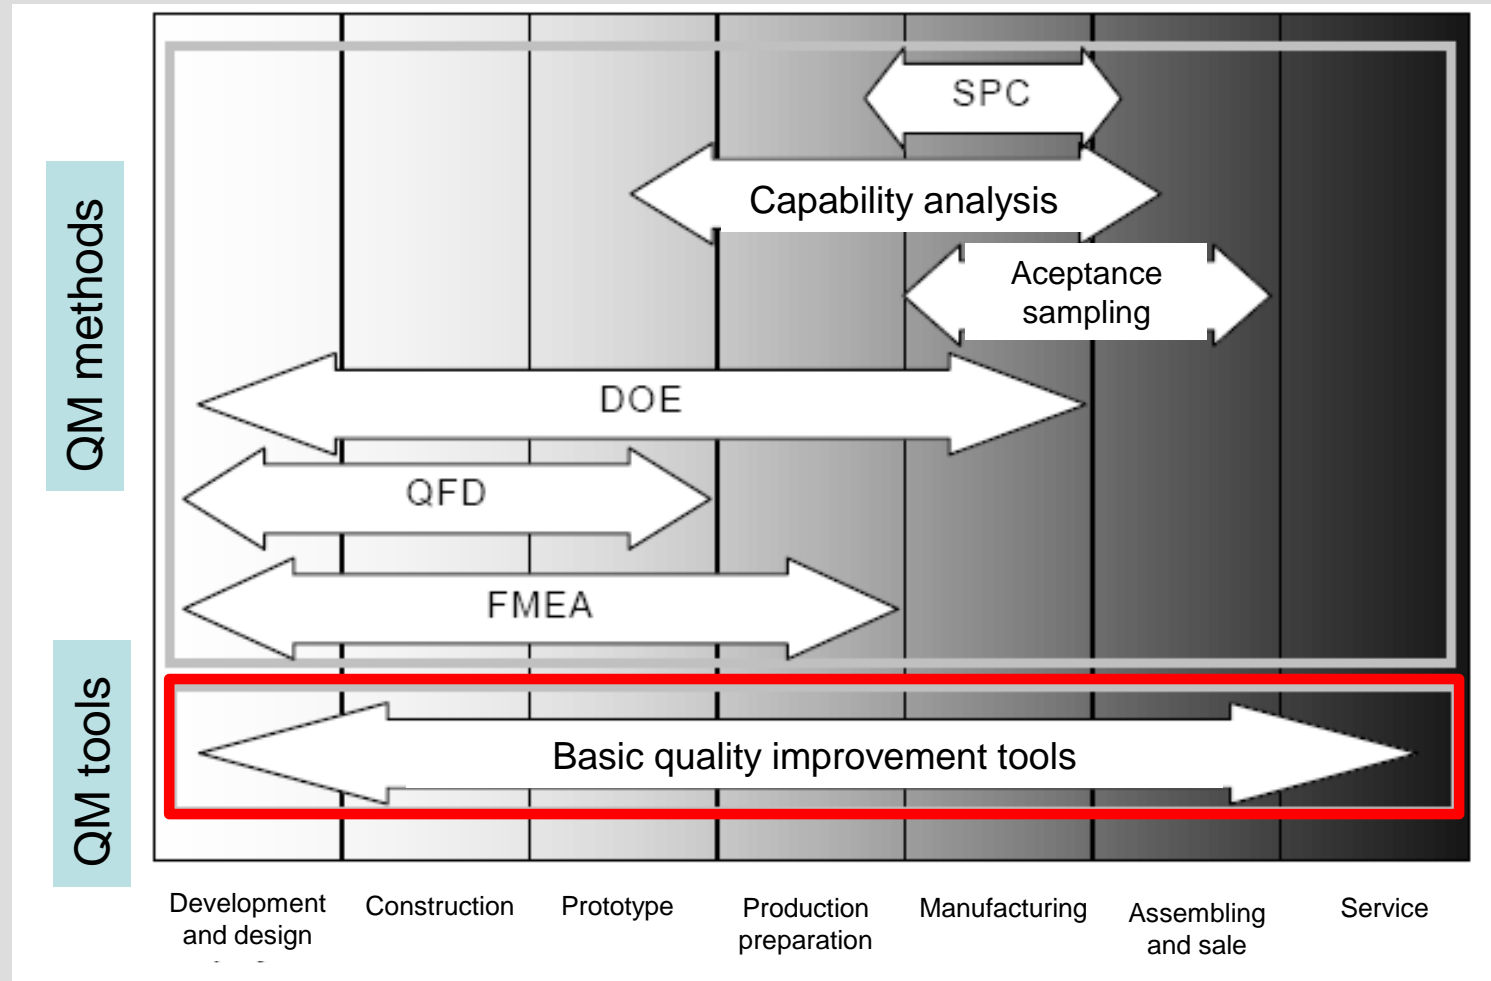 QM methods
SPC
Capability analysis
Aceptance
sampling
DOE
QFD
FMEA
QM tools
Basic quality improvement tools
Development
and design
Construction
Prototype
Production
preparation
Manufacturing
Assembling
and sale
Service